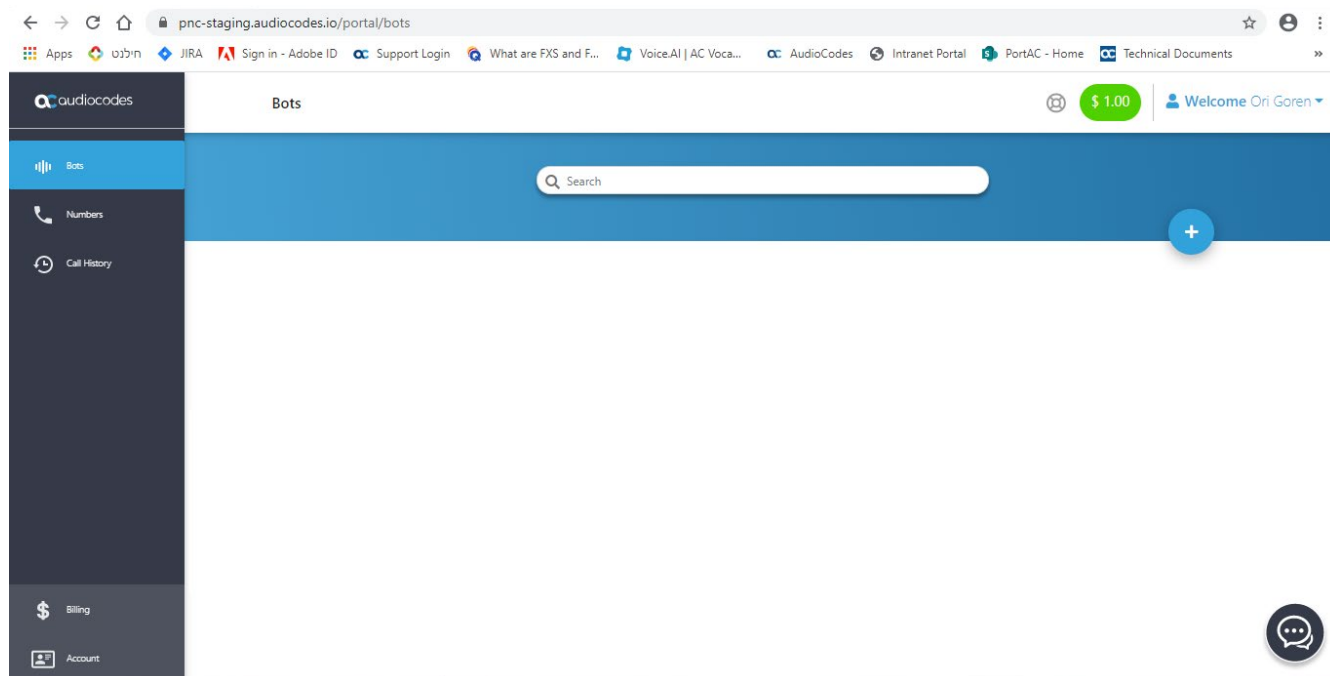 pnc-staging.audiocodes.io/portal/bots
Apps חילנט JIRA Sign in - Adobe ID Support Login What are FXS and F... Voice.AI | AC Voca... AudioCodes Intranet Portal PortAC - Home Technical Documents »
audiocodes
Bots
$ 1.00
Welcome Ori Goren
Bots
Search
+
Numbers
Call History
$ Billing
Account